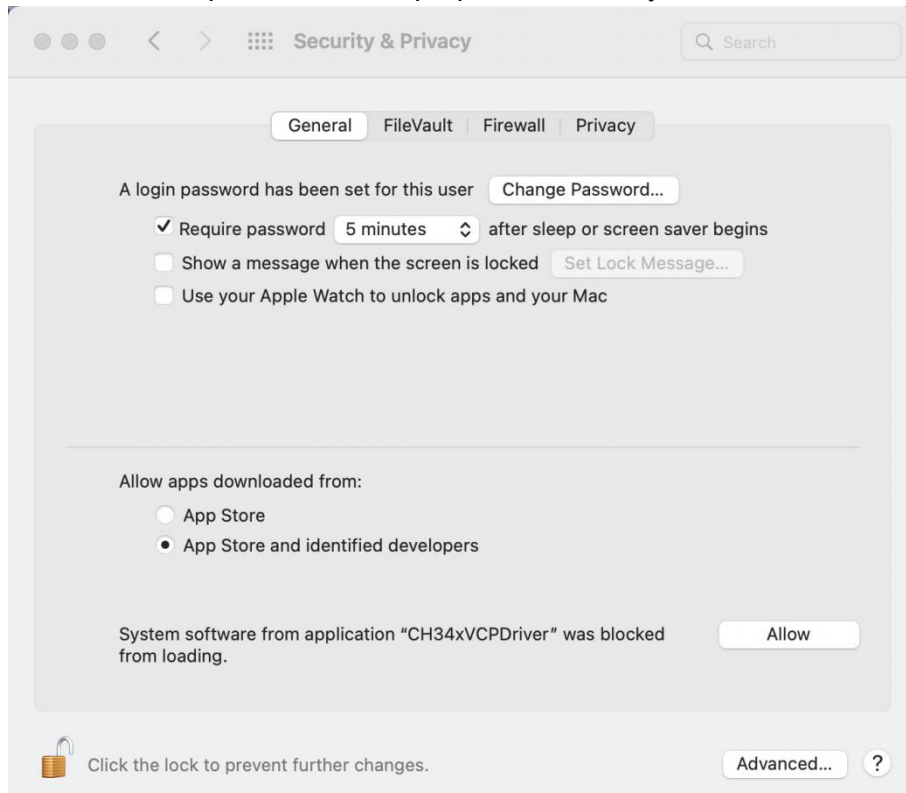 Security & Privacy
Search
General FileVault Firewall Privacy
A login password has been set for this user Change Password...
Require password 5 minutes after sleep or screen saver begins
Show a message when the screen is locked Set Lock Message...
Use your Apple Watch to unlock apps and your Mac
Allow apps downloaded from:
App Store
App Store and identified developers
System software from application “CH34xVCPDriver” was blocked Allow
from loading.
Click the lock to prevent further changes. Advanced... ?